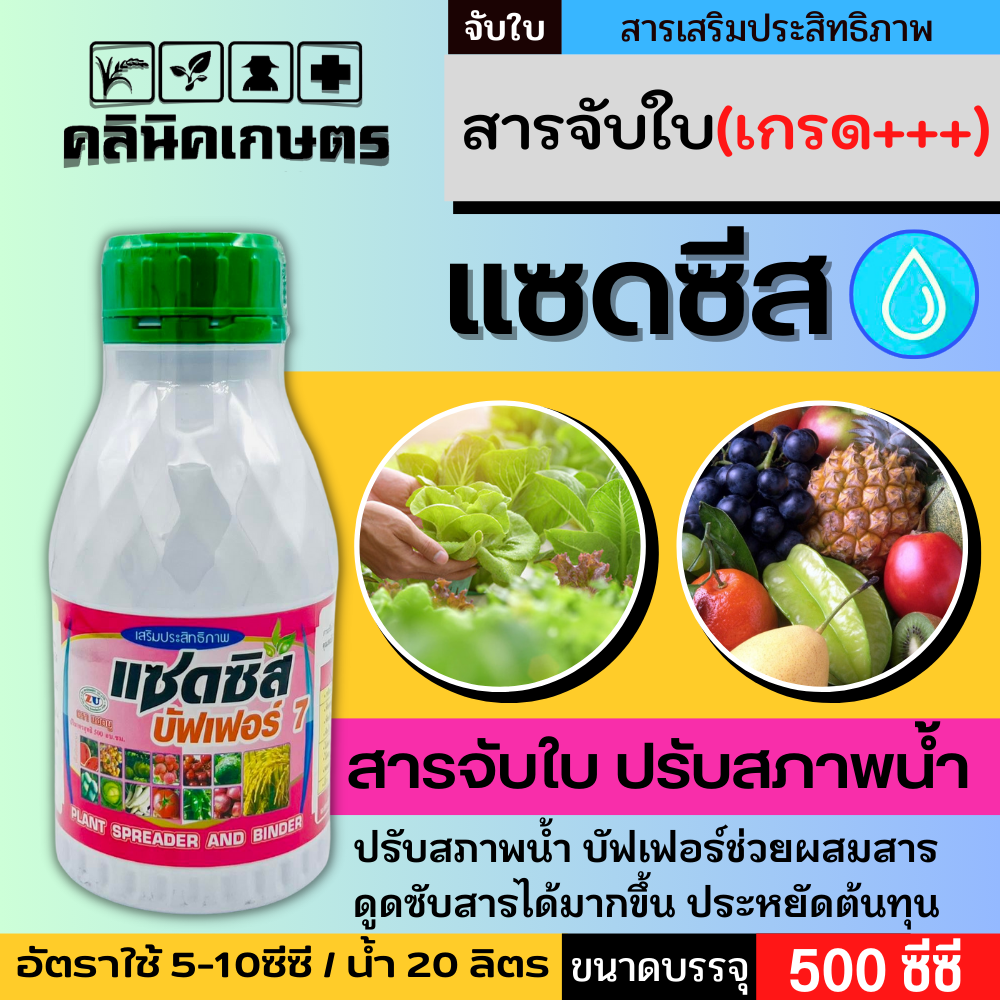 จับใบ
สารเสริมประสิทธิภาพ
คลินิคเกษตร
สารจับใบ(เกรด+++)
แซดซีส
เสริมประสิทธิภาพ
แซดซีส
บัฟเฟอร์ 7
ZU
PLANT SPREADER AND BINDER
สารจับใบ ปรับสภาพน้ำ
ปรับสภาพน้ำ บัฟเฟอร์ช่วยผสมสาร
ดูดซับสารได้มากขึ้น ประหยัดต้นทุน
อัตราใช้ 5-10ซีซี / น้ำ 20 ลิตร
ขนาดบรรจุ
500 ซีซี